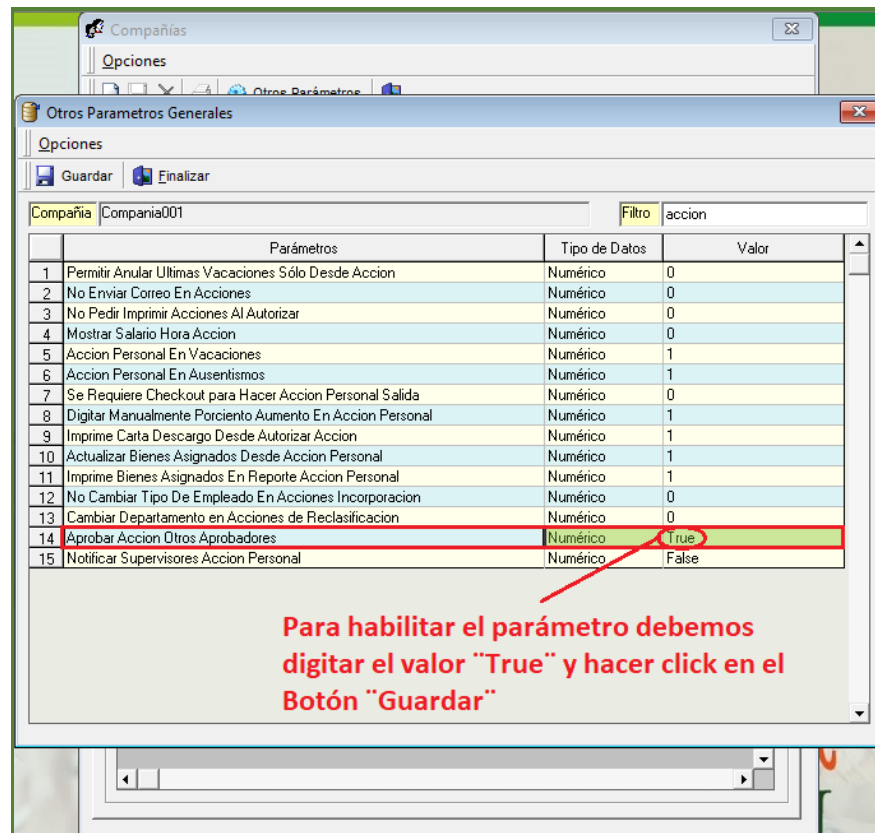 Compañías
Opciones
Otros Parámetros
Otros Parametros Generales
Opciones
Guardar Finalizar
Compañia Compania001 Filtro accion
Parámetros Tipo de Datos Valor
1 Permitir Anular Ultimas Vacaciones Sólo Desde Accion Numérico 0
2 No Enviar Correo En Acciones Numérico 0
3 No Pedir Imprimir Acciones Al Autorizar Numérico 0
4 Mostrar Salario Hora Accion Numérico 0
5 Accion Personal En Vacaciones Numérico 1
6 Accion Personal En Ausentismos Numérico 1
7 Se Requiere Checkout para Hacer Accion Personal Salida Numérico 0
8 Digitar Manualmente Porciento Aumento En Accion Personal Numérico 1
9 Imprime Carta Descargo Desde Autorizar Accion Numérico 1
10 Actualizar Bienes Asignados Desde Accion Personal Numérico 1
11 Imprime Bienes Asignados En Reporte Accion Personal Numérico 1
12 No Cambiar Tipo De Empleado En Acciones Incorporacion Numérico 0
13 Cambiar Departamento en Acciones de Reclasificacion Numérico 0
14 Aprobar Accion Otros Aprobadores Numérico True
15 Notificar Supervisores Accion Personal Numérico False
Para habilitar el parámetro debemos
digitar el valor ¨True¨ y hacer click en el
Botón ¨Guardar¨